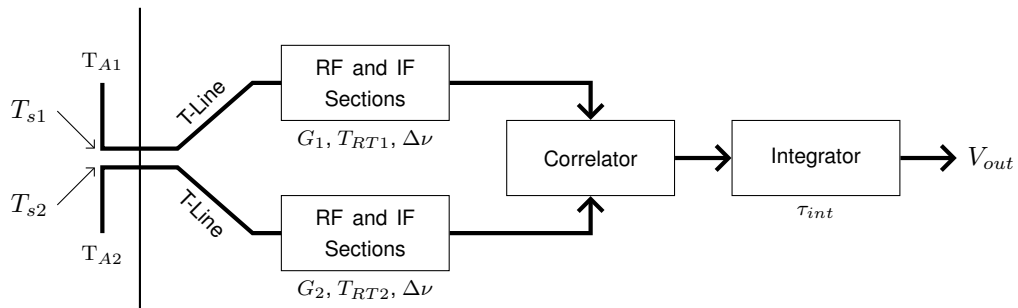 T_{A1}
T_{s1}
T-Line
RF and IF
Sections
G_1, T_{RT1}, Δν
Correlator
Integrator
V_{out}
τ_{int}
T_{s2}
T-Line
T_{A2}
RF and IF
Sections
G_2, T_{RT2}, Δν